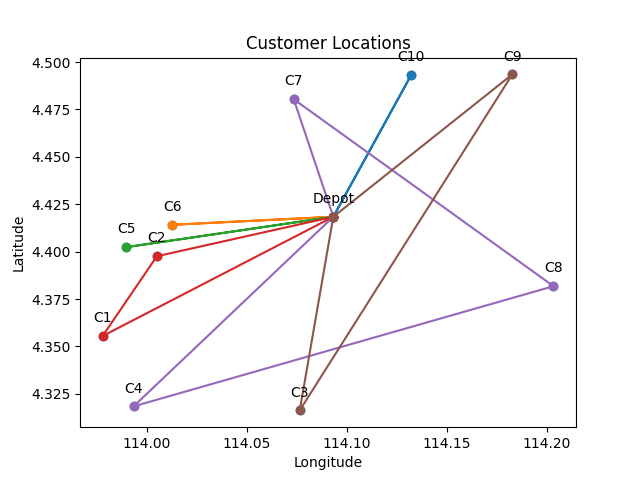 Customer Locations
C10
C9
C7
Depot
C6
C5
C2
C8
C1
C4
C3
4.500
4.475
4.450
4.425
4.400
4.375
4.350
4.325
Latitude
114.00
114.05
114.10
114.15
114.20
Longitude